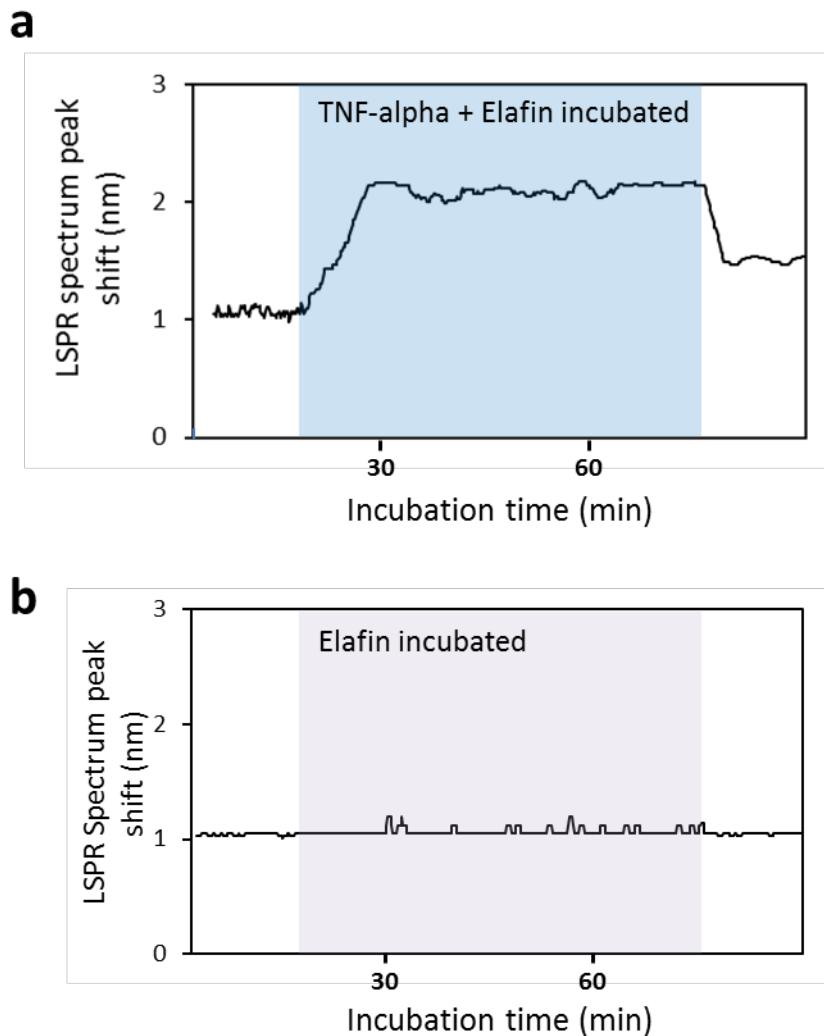 a
3
TNF-alpha + Elafin incubated
2
1
0
LSPR spectrum peak
shift (nm)
30
60
Incubation time (min)
b
3
Elafin incubated
2
1
0
LSPR Spectrum peak
shift (nm)
30
60
Incubation time (min)